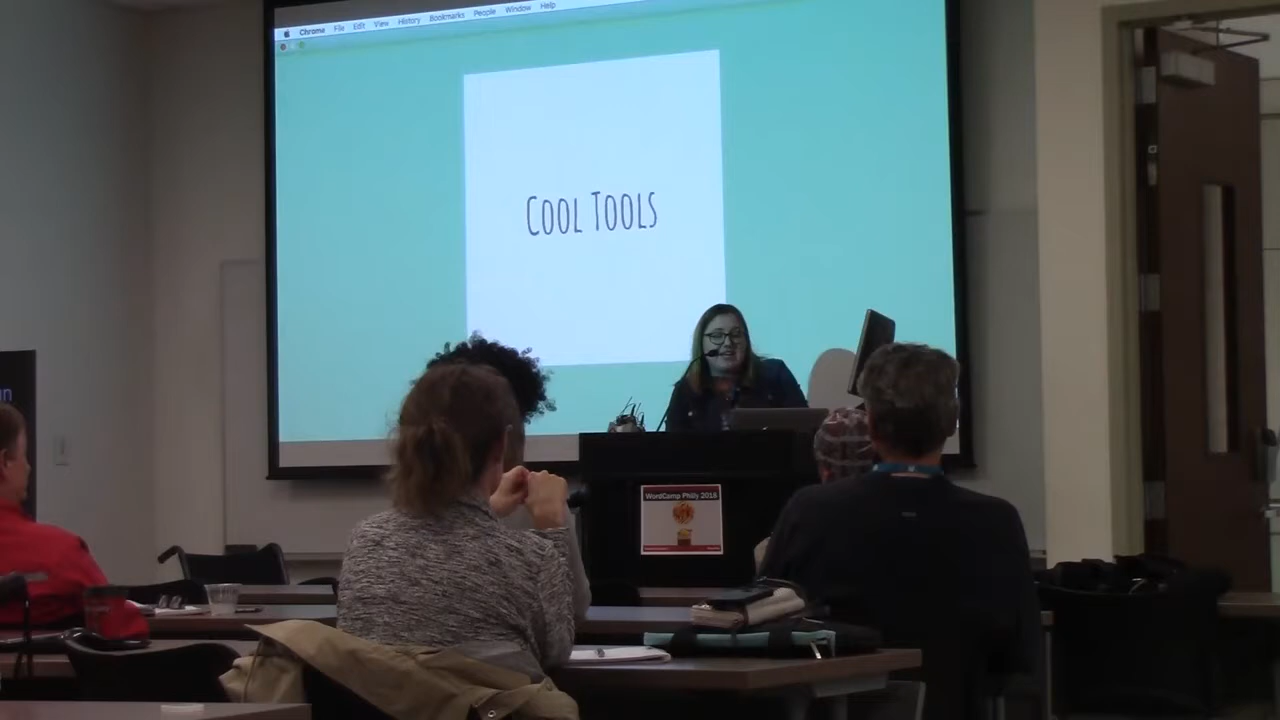 Chrome File Edit View History Bookmarks People Window Help
COOL TOOLS
WordCamp Philly 2018